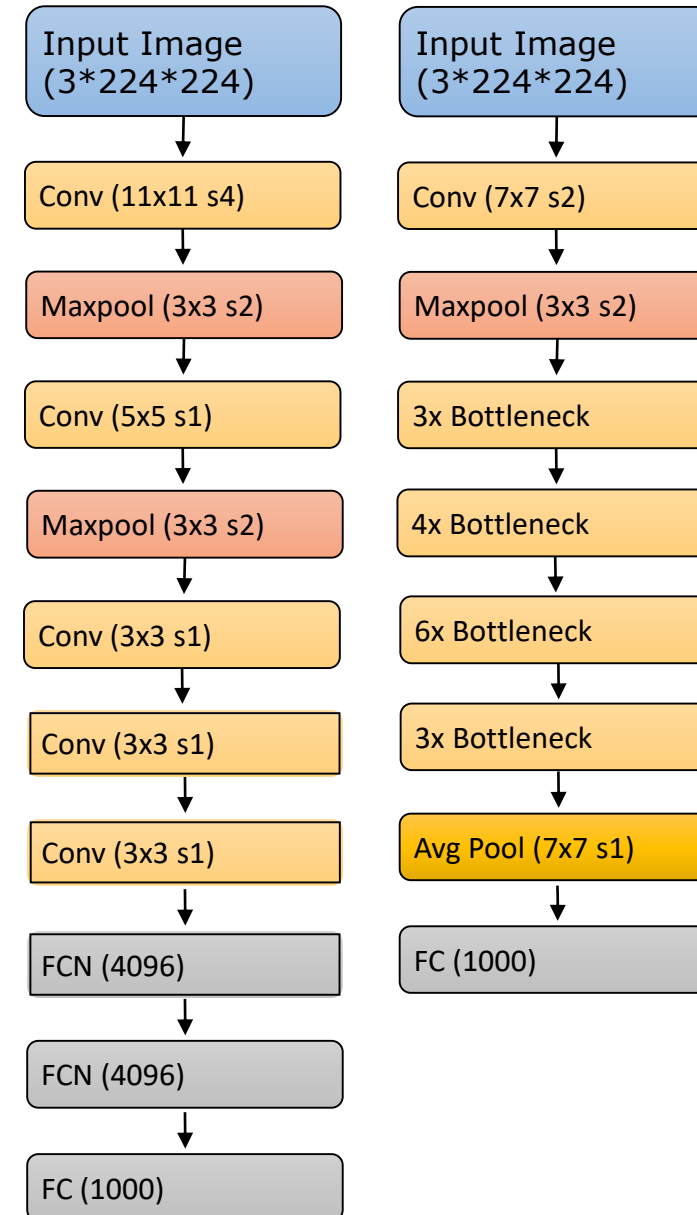 Input Image
(3*224*224)
Conv (11x11 s4)
Maxpool (3x3 s2)
Conv (5x5 s1)
Maxpool (3x3 s2)
Conv (3x3 s1)
Conv (3x3 s1)
Conv (3x3 s1)
FCN (4096)
FCN (4096)
FC (1000)
Input Image
(3*224*224)
Conv (7x7 s2)
Maxpool (3x3 s2)
3x Bottleneck
4x Bottleneck
6x Bottleneck
3x Bottleneck
Avg Pool (7x7 s1)
FC (1000)